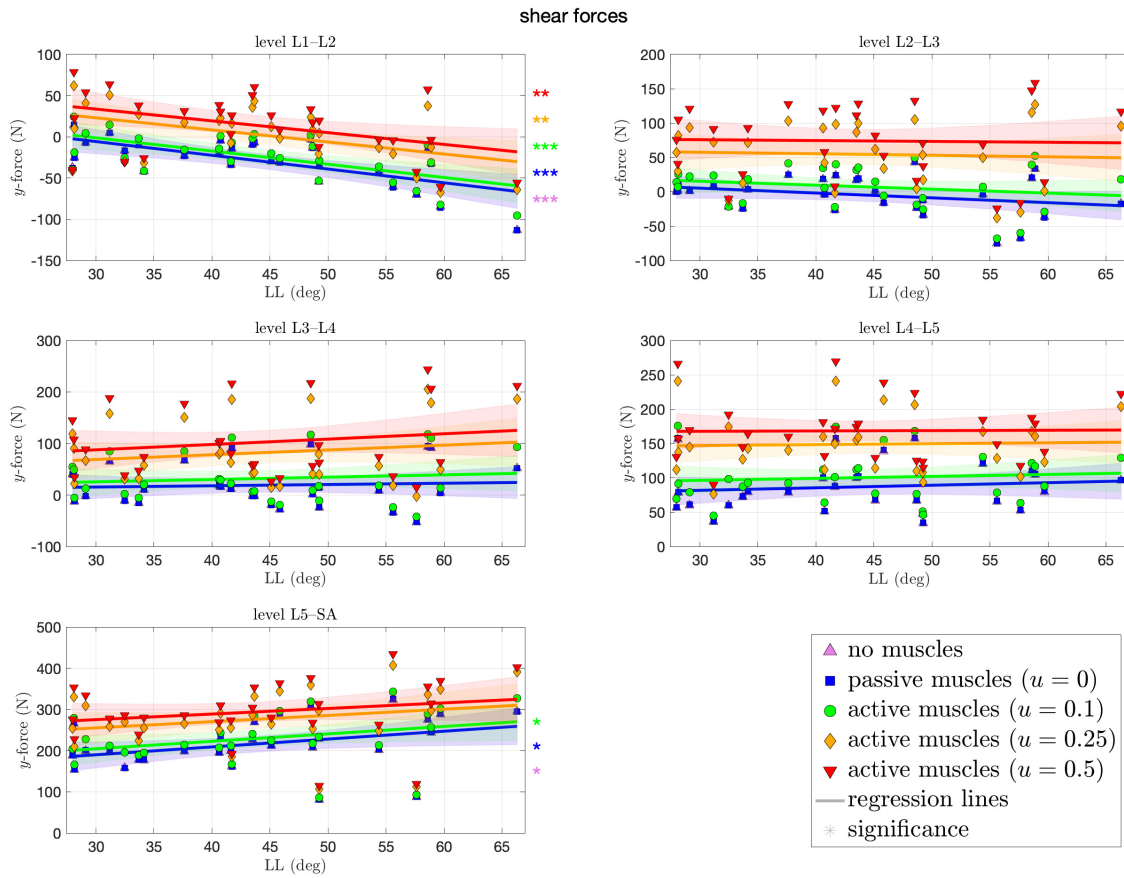 shear forces
level L1–L2
100
50
0
-50
-100
-150
y-force (N)
30 35 40 45 50 55 60 65
LL (deg)
**
**
***
***
***
level L2–L3
200
150
100
50
0
-50
-100
y-force (N)
30 35 40 45 50 55 60 65
LL (deg)
level L3–L4
300
200
100
0
-100
y-force (N)
30 35 40 45 50 55 60 65
LL (deg)
level L4–L5
300
250
200
150
100
50
0
y-force (N)
30 35 40 45 50 55 60 65
LL (deg)
level L5–SA
500
400
300
200
100
0
y-force (N)
30 35 40 45 50 55 60 65
LL (deg)
*
*
*
no muscles
passive muscles (u = 0)
active muscles (u = 0.1)
active muscles (u = 0.25)
active muscles (u = 0.5)
regression lines
significance